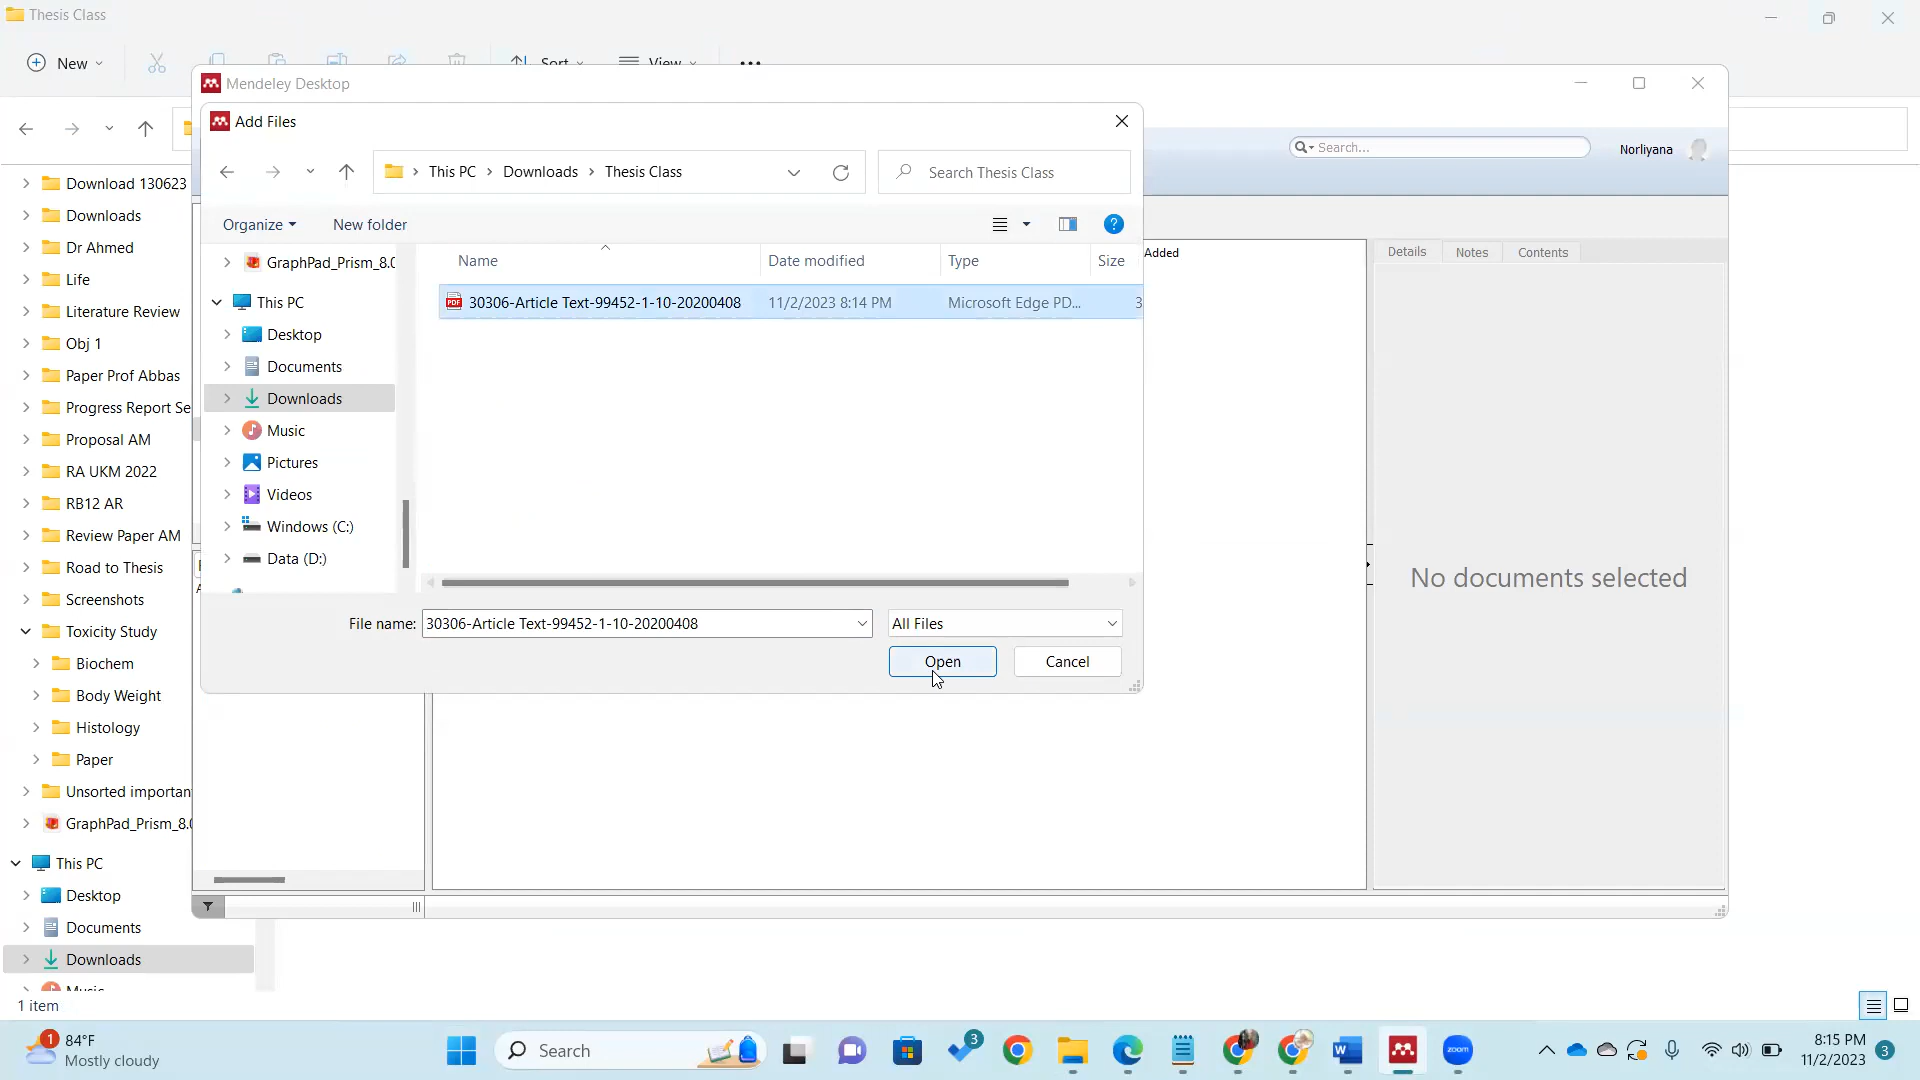 Thesis Class
New
Sort
View
Mendeley Desktop
Add Files
This PC
Downloads
Thesis Class
Search Thesis Class
Search...
Norliyana
Organize
New folder
Name
Date modified
Type
Size
Added
Details
Notes
Contents
30306-Article Text-99452-1-10-20200408
11/2/2023 8:14 PM
Microsoft Edge PD...
3
GraphPad_Prism_8.0
This PC
Desktop
Documents
Downloads
Music
Pictures
Videos
Windows (C:)
Data (D:)
File name:
30306-Article Text-99452-1-10-20200408
All Files
Open
Cancel
No documents selected
Download 130623
Downloads
Dr Ahmed
Life
Literature Review
Obj 1
Paper Prof Abbas
Progress Report Se
Proposal AM
RA UKM 2022
RB12 AR
Review Paper AM
Road to Thesis
Screenshots
Toxicity Study
Biochem
Body Weight
Histology
Paper
Unsorted importan
GraphPad_Prism_8.0
This PC
Desktop
Documents
Downloads
Music
1 item
1
84°F
Mostly cloudy
Search
3
zoom
8:15 PM
11/2/2023
3